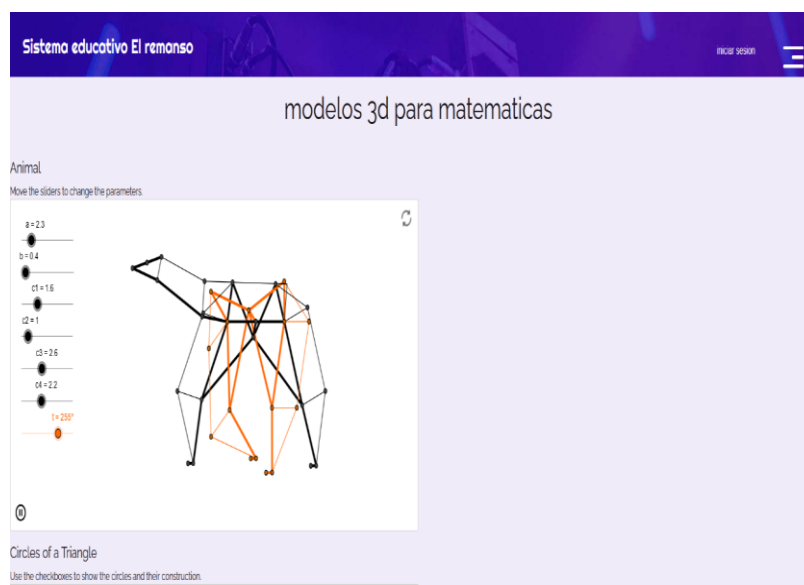 Sistema educativo El remanso
iniciar sesion
modelos 3d para matematicas
Animal
Move the sliders to change the parameters.
a = 2.3
b = 0.4
c1 = 1.6
c2 = 1
c3 = 2.6
c4 = 2.2
t = 255°
Circles of a Triangle
Use the checkboxes to show the circles and their construction.